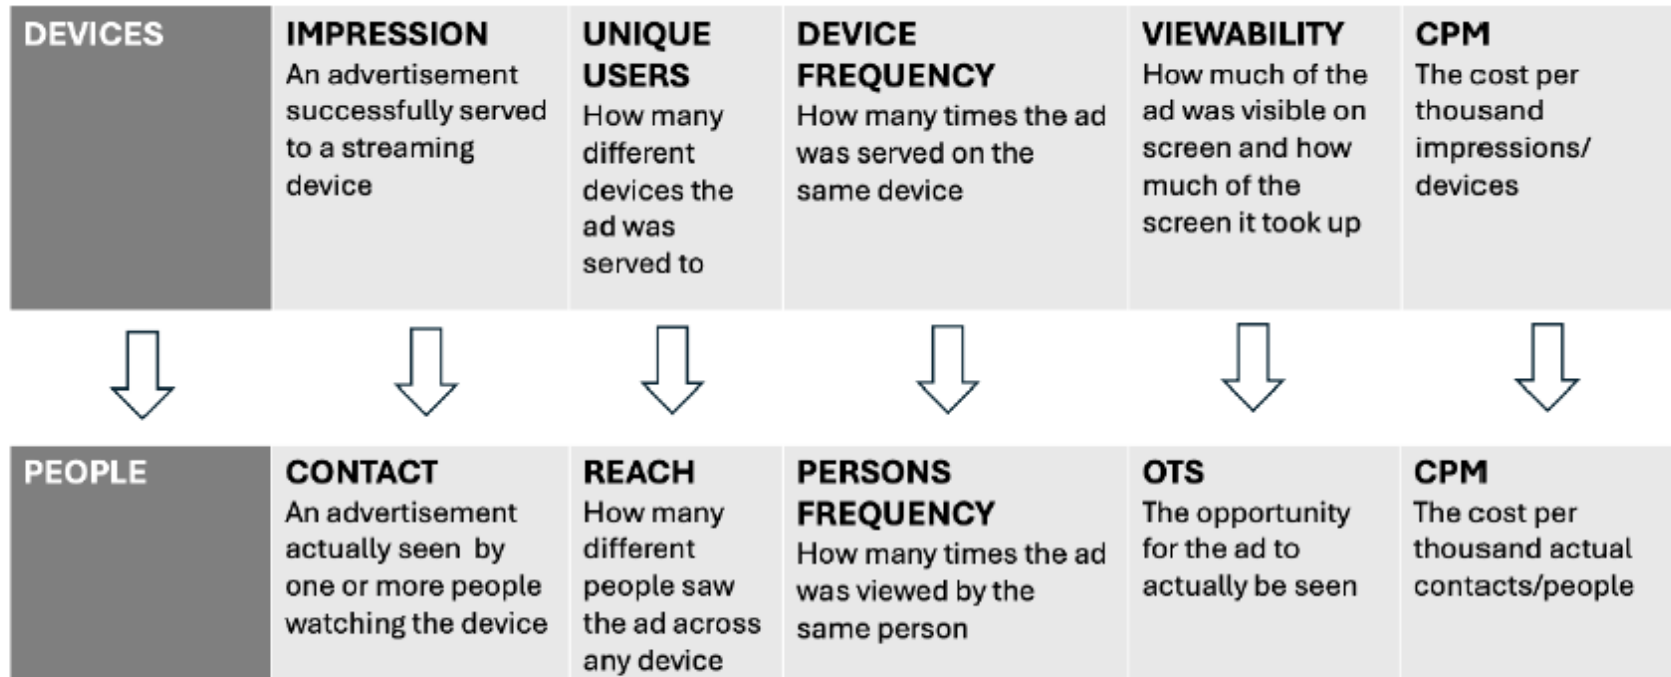 DEVICES
IMPRESSION
An advertisement
successfully served
to a streaming
device
UNIQUE
USERS
How many
different
devices the
ad was
served to
DEVICE
FREQUENCY
How many times the ad
was served on the
same device
VIEWABILITY
How much of the
ad was visible on
screen and how
much of the
screen it took up
CPM
The cost per
thousand
impressions/
devices
PEOPLE
CONTACT
An advertisement
actually seen by
one or more people
watching the device
REACH
How many
different
people saw
the ad across
any device
PERSONS
FREQUENCY
How many times the ad
was viewed by the
same person
OTS
The opportunity
for the ad to
actually be seen
CPM
The cost per
thousand actual
contacts/people